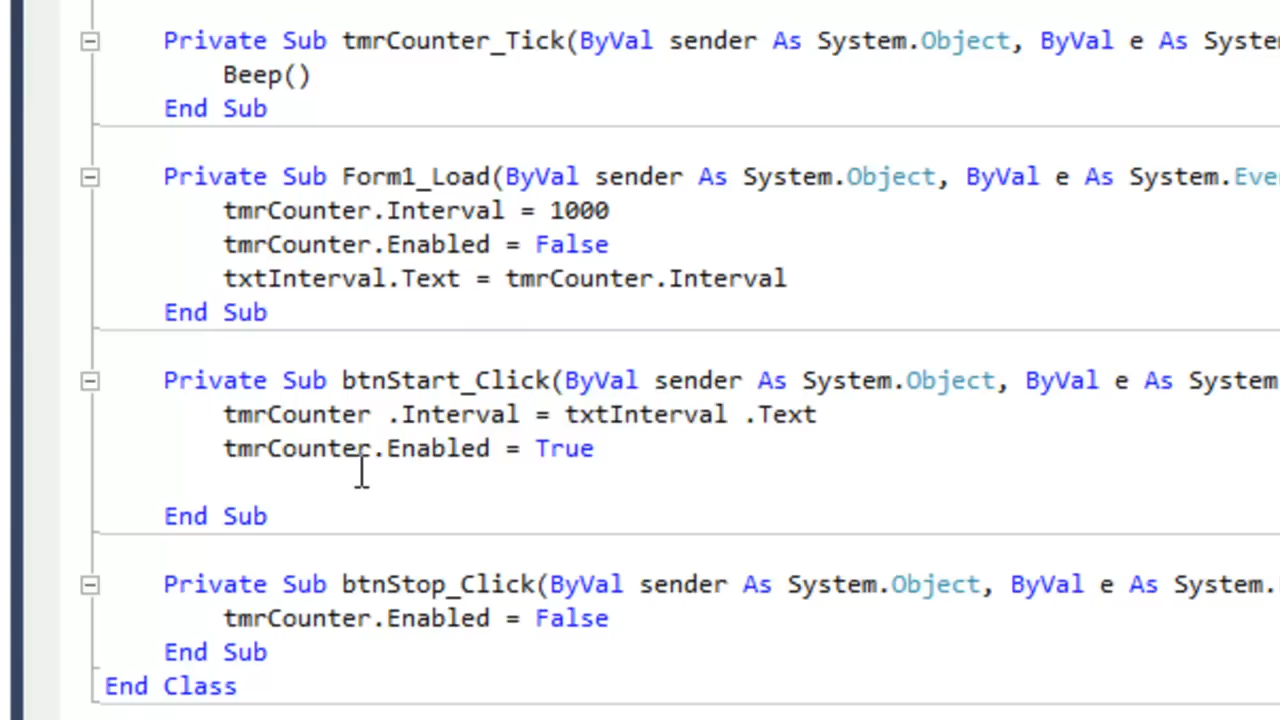 Private Sub tmrCounter_Tick(ByVal sender As System.Object, ByVal e As Syste
Beep()
End Sub
Private Sub Form1_Load(ByVal sender As System.Object, ByVal e As System.Eve
tmrCounter.Interval = 1000
tmrCounter.Enabled = False
txtInterval.Text = tmrCounter.Interval
End Sub
Private Sub btnStart_Click(ByVal sender As System.Object, ByVal e As System
tmrCounter .Interval = txtInterval .Text
tmrCounter.Enabled = True
End Sub
Private Sub btnStop_Click(ByVal sender As System.Object, ByVal e As System.
tmrCounter.Enabled = False
End Sub
End Class